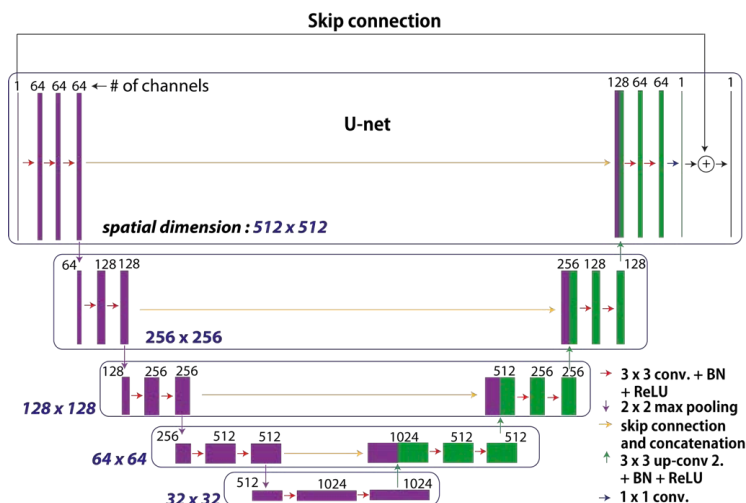 Skip connection
1 64 64 64 ← # of channels
128 64 64 1 1
U-net
spatial dimension : 512 x 512
64 128 128
256 128 128
256 x 256
128 256 256
512 256 256
128 x 128
256 512 512
1024 512 512
64 x 64
512 1024 1024
32 x 32
3 x 3 conv. + BN
+ ReLU
2 x 2 max pooling
skip connection
and concatenation
3 x 3 up-conv 2.
+ BN + ReLU
1 x 1 conv.